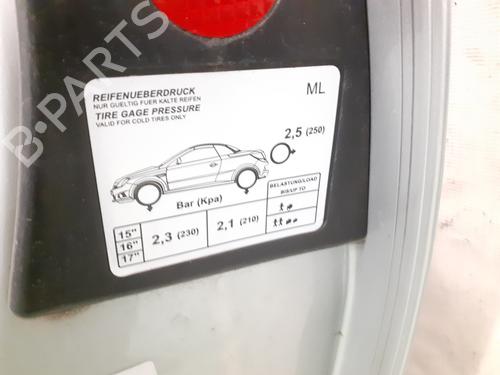 B-PARTS
REIFENUEBERDRUCK
NUR GUELTIG FUER KALTE REIFEN
TIRE GAGE PRESSURE
VALID FOR COLD TIRES ONLY
ML
2,5 (250)
Bar (Kpa)
BELASTUNG/LOAD
BIS/UP TO
15"
16"
17"
2,3 (230)
2,1 (210)